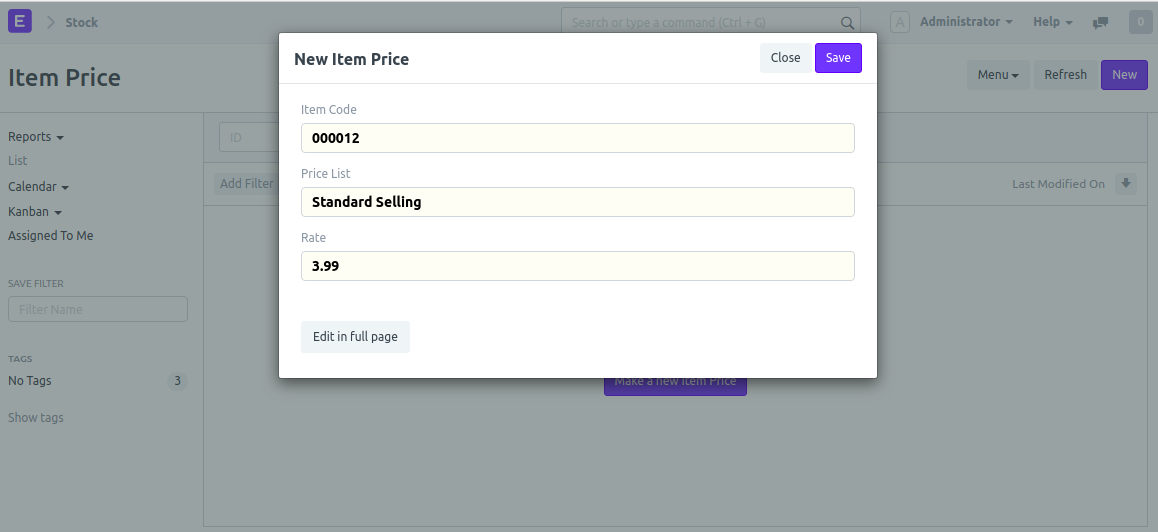 E
Stock
Search or type a command (Ctrl + G)
A
Administrator
Help
0
Item Price
Menu
Refresh
New
New Item Price
Close
Save
Item Code
000012
Price List
Standard Selling
Rate
3.99
Edit in full page
Reports
List
Calendar
Kanban
Assigned To Me
SAVE FILTER
Filter Name
TAGS
No Tags
3
Show tags
ID
Add Filter
Last Modified On
Make a new Item Price